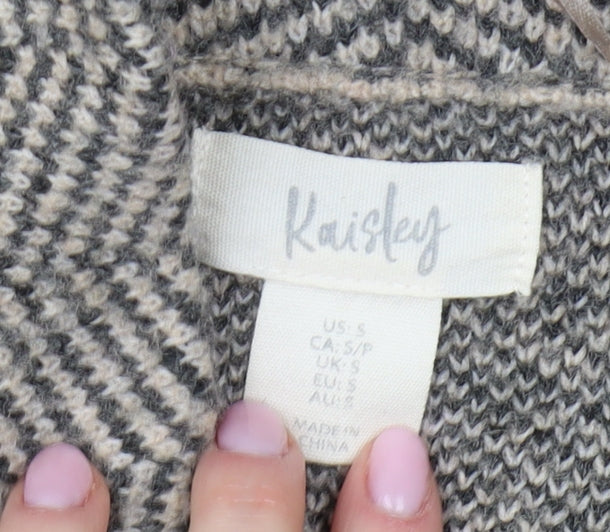 Kaisley
US: S
CA: S/P
UK: S
EU: S
AU: S
MADE IN
CHINA